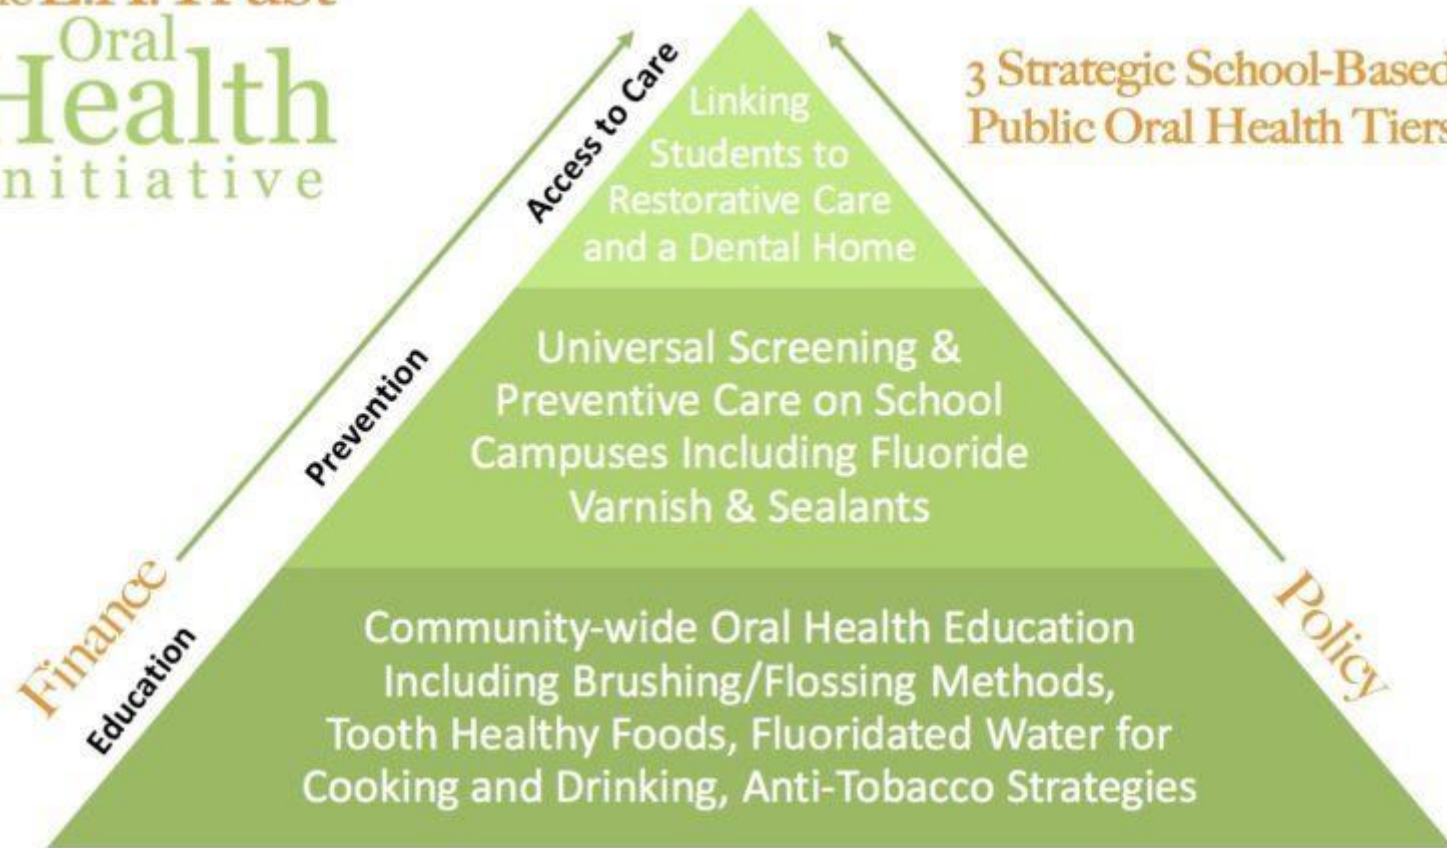 L.A. Trust
Oral
Health
nitiative
3 Strategic School-Based
Public Oral Health Tiers
Access to Care
Linking
Students to
Restorative Care
and a Dental Home
Prevention
Universal Screening &
Preventive Care on School
Campuses Including Fluoride
Varnish & Sealants
Finance
Education
Community-wide Oral Health Education
Including Brushing/Flossing Methods,
Tooth Healthy Foods, Fluoridated Water for
Cooking and Drinking, Anti-Tobacco Strategies
Policy